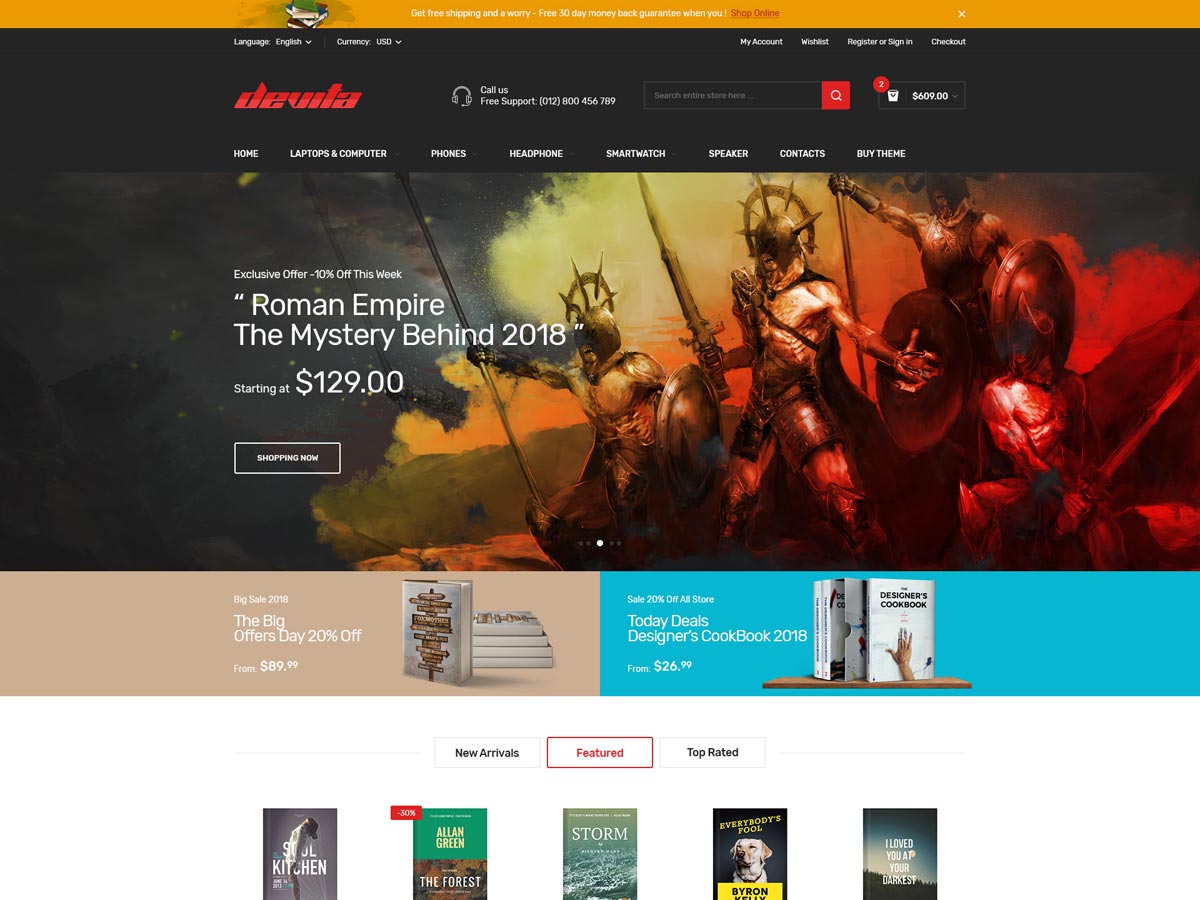 Get free shipping and a worry - Free 30 day money back guarantee when you ! Shop Online
Language: English
Currency: USD
My Account
Wishlist
Register or Sign in
Checkout
devita
Call us
Free Support: (012) 800 456 789
Search entire store here ...
2
$609.00
HOME
LAPTOPS & COMPUTER
PHONES
HEADPHONE
SMARTWATCH
SPEAKER
CONTACTS
BUY THEME
Exclusive Offer -10% Off This Week
“ Roman Empire
The Mystery Behind 2018 ”
Starting at $129.00
SHOPPING NOW
Big Sale 2018
The Big
Offers Day 20% Off
From: $89.99
FOXMOTHER
Sale 20% Off All Store
Today Deals
Designer's CookBook 2018
From: $26.99
THE
DESIGNER'S
COOKBOOK
New Arrivals
Featured
Top Rated
SOUL
KITCHEN
JUNE 14
2013
-30%
ALLAN
GREEN
THE FOREST
STORM
by
EVERYBODY'S
FOOL
BYRON
KELLY
I LOVED
YOU AT
YOUR
DARKEST